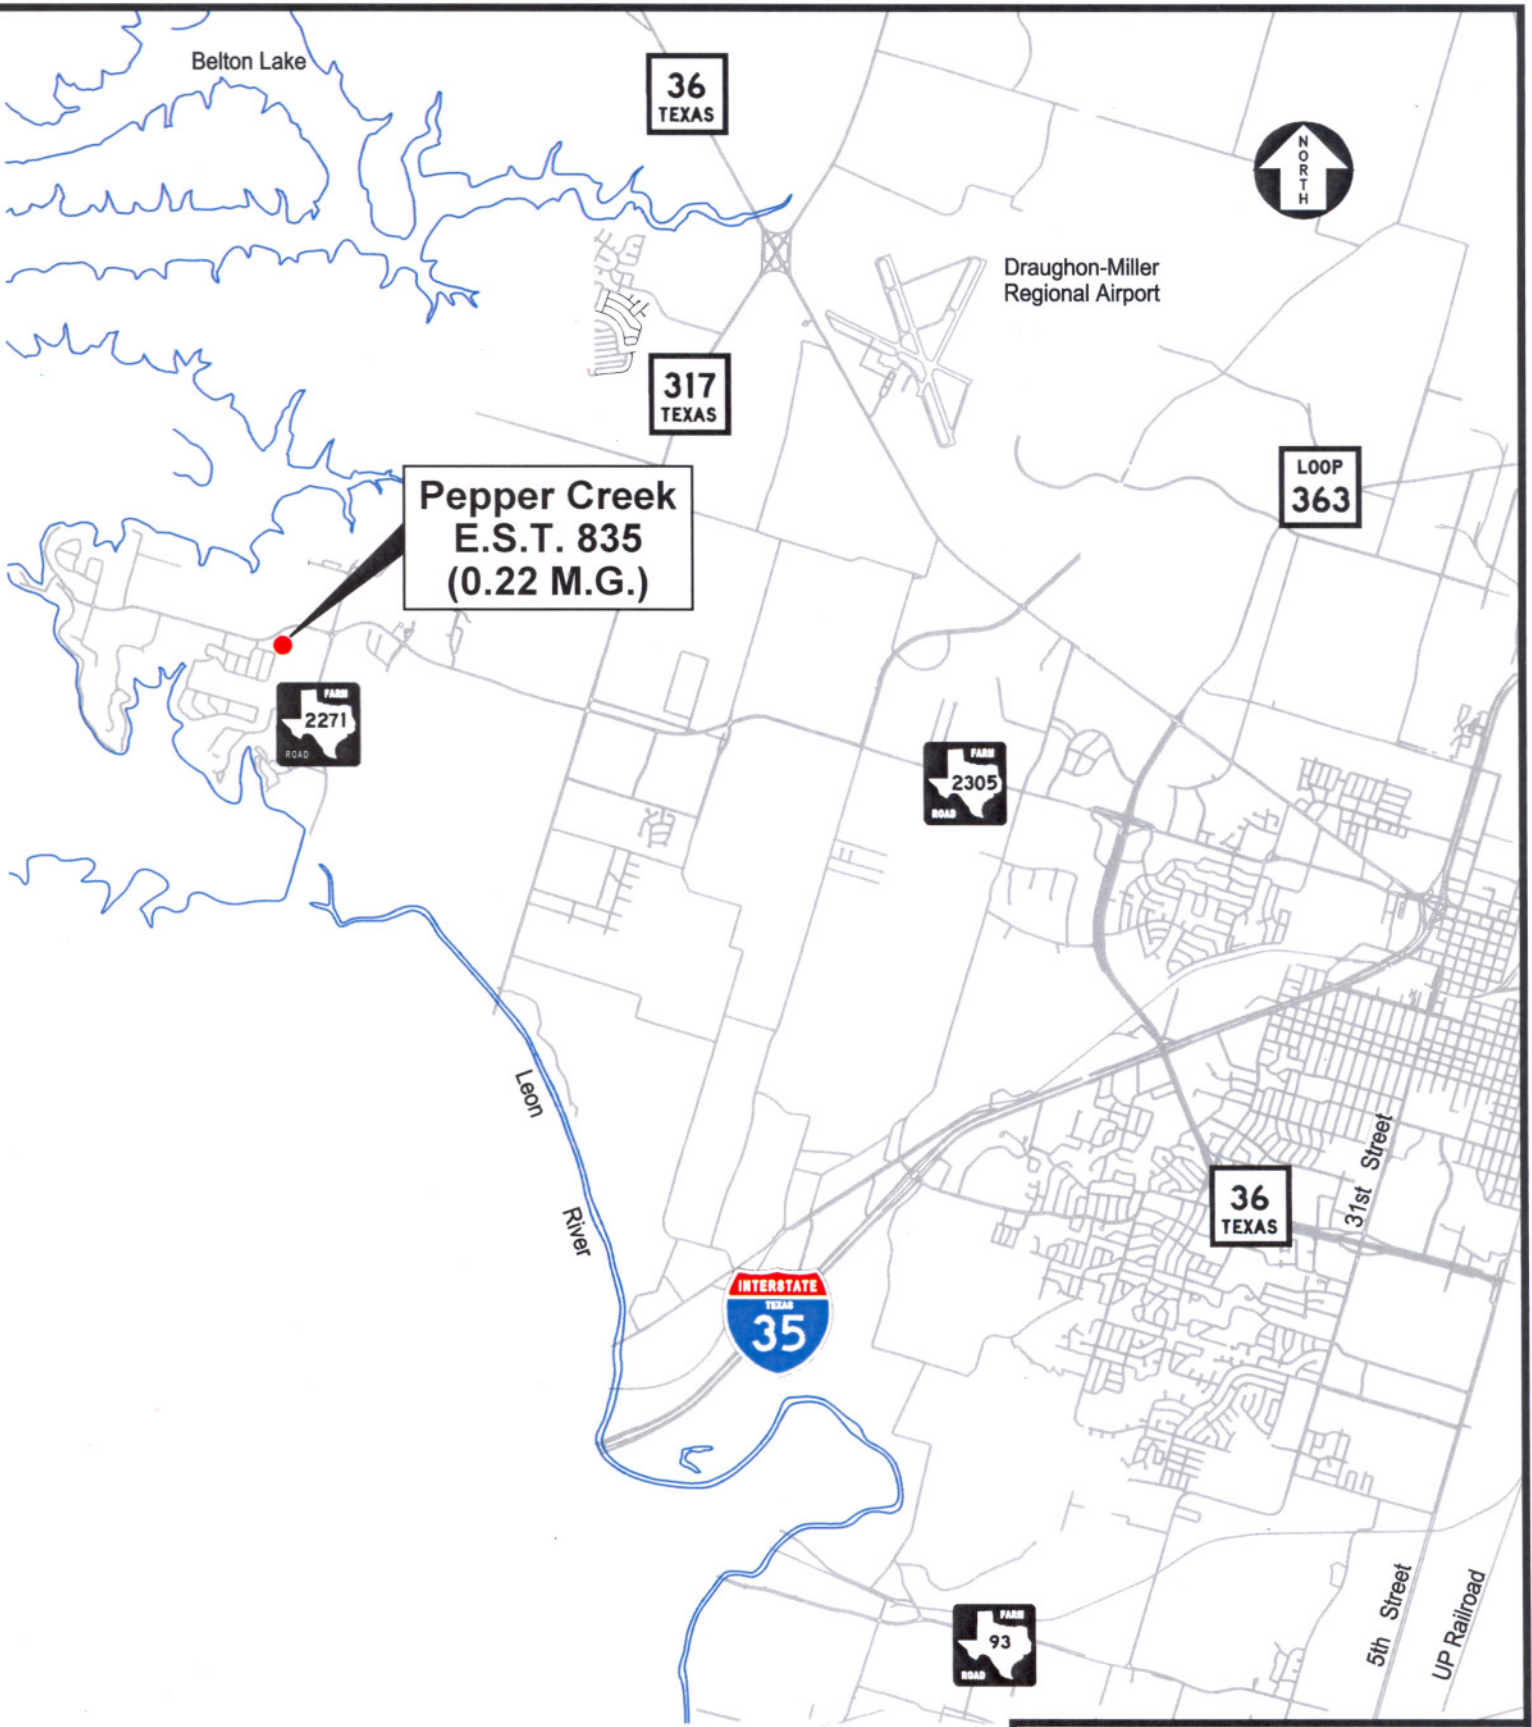 Belton Lake
36
TEXAS
NORTH
Draughon-Miller
Regional Airport
317
TEXAS
LOOP
363
Pepper Creek
E.S.T. 835
(0.22 M.G.)
FARM
2271
ROAD
FARM
2305
ROAD
Leon
River
31st Street
36
TEXAS
INTERSTATE
TEXAS
35
FARM
93
ROAD
5th Street
UP Railroad